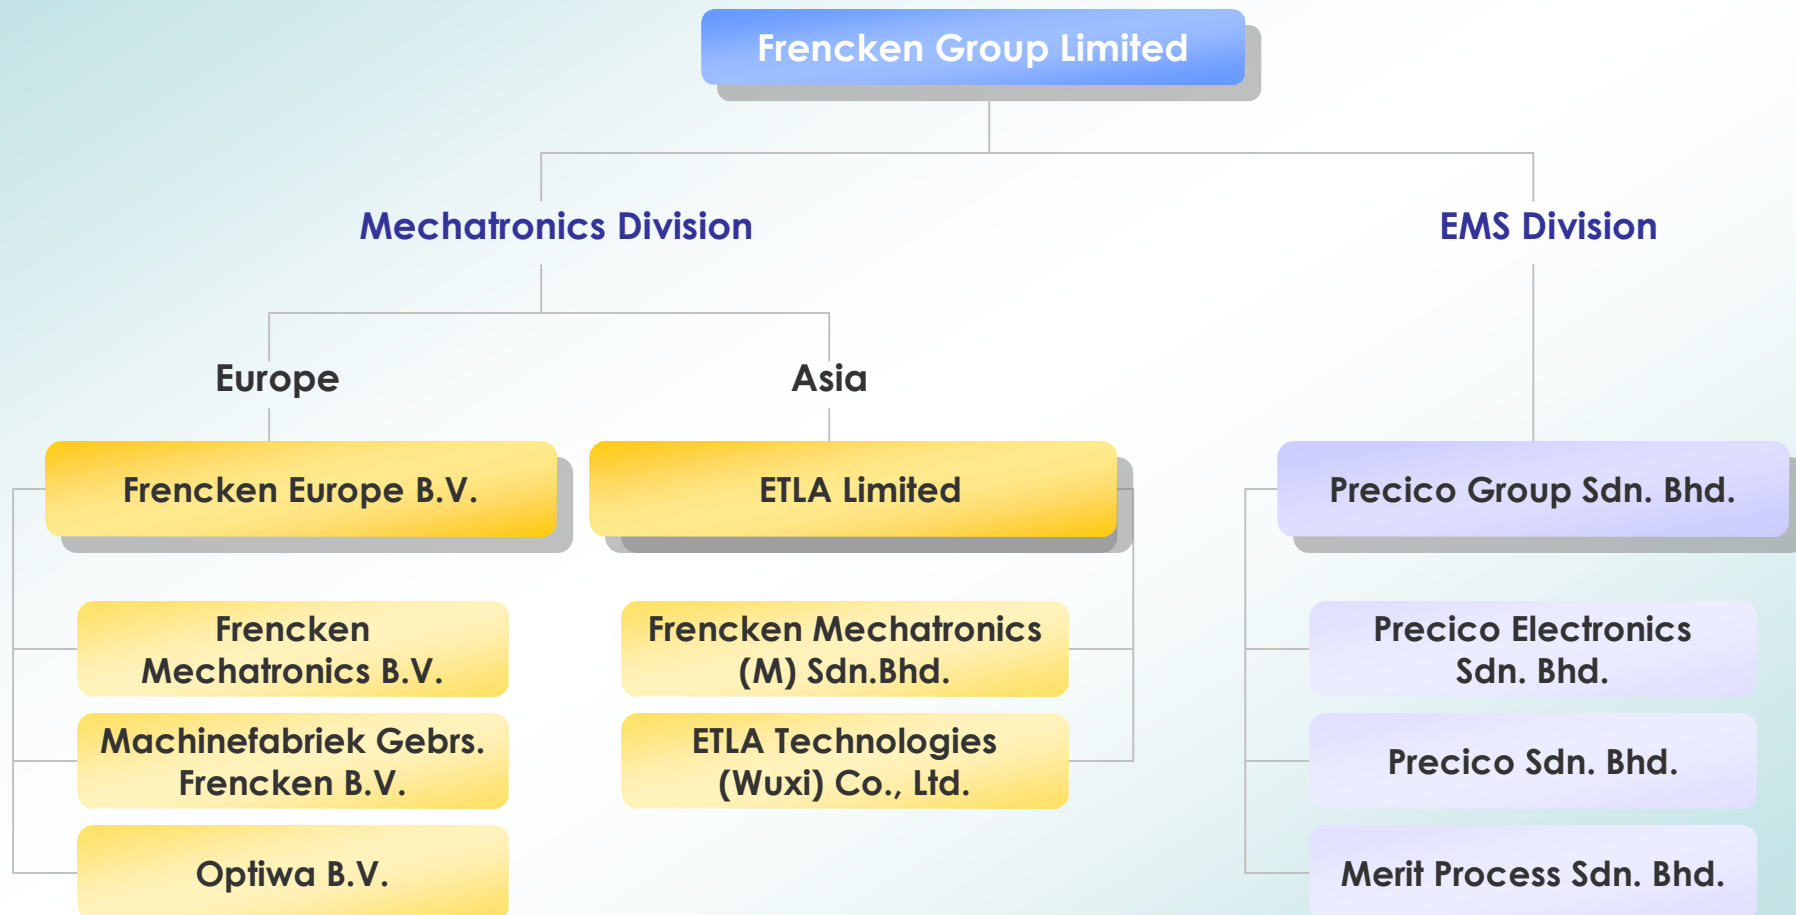 Frencken Group Limited
Mechatronics Division
EMS Division
Europe
Asia
Frencken Europe B.V.
ETLA Limited
Precico Group Sdn. Bhd.
Frencken
Mechatronics B.V.
Frencken Mechatronics
(M) Sdn.Bhd.
Precico Electronics
Sdn. Bhd.
Machinefabriek Gebrs.
Frencken B.V.
ETLA Technologies
(Wuxi) Co., Ltd.
Precico Sdn. Bhd.
Optiwa B.V.
Merit Process Sdn. Bhd.